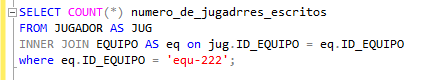 SELECT COUNT(*) numero_de_jugadrres_escritos
FROM JUGADOR AS JUG
INNER JOIN EQUIPO AS eq on jug.ID_EQUIPO = eq.ID_EQUIPO
where eq.ID_EQUIPO = 'equ-222';